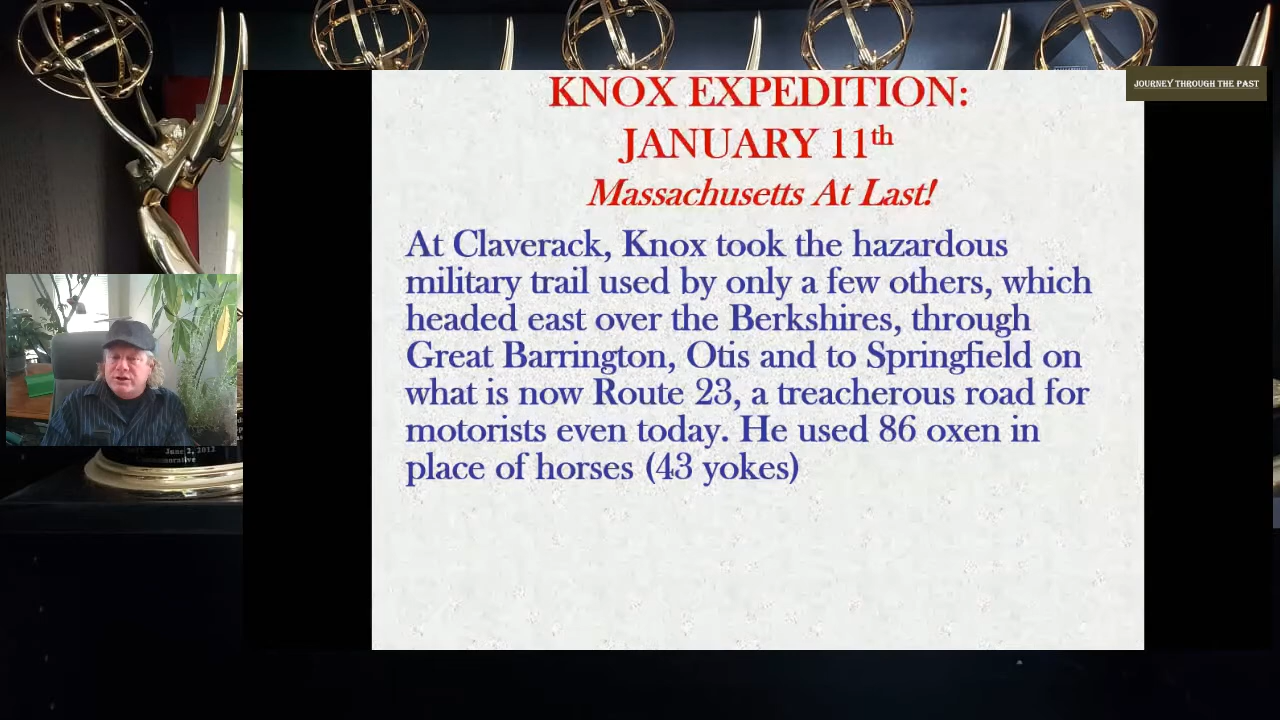 JOURNEY THROUGH THE PAST
KNOX EXPEDITION:
JANUARY 11th
Massachusetts At Last!
At Claverack, Knox took the hazardous
military trail used by only a few others, which
headed east over the Berkshires, through
Great Barrington, Otis and to Springfield on
what is now Route 23, a treacherous road for
motorists even today. He used 86 oxen in
place of horses (43 yokes)
June 2, 2012